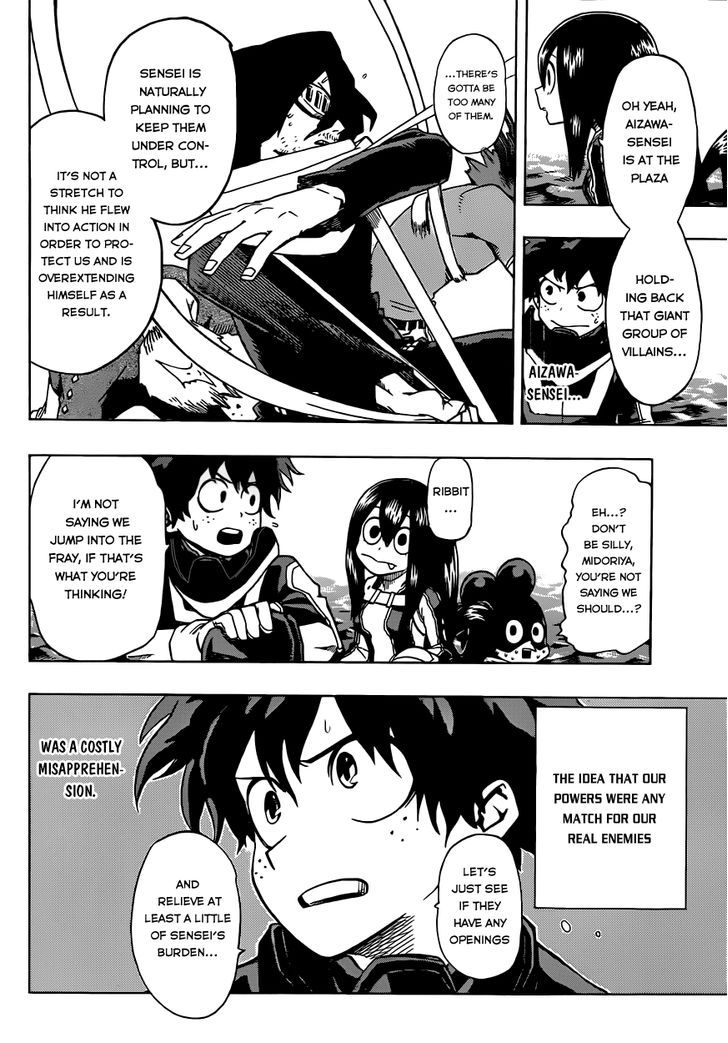 OH YEAH,
AIZAWA-
SENSEI
IS AT THE
PLAZA
HOLD-
ING BACK
THAT GIANT
GROUP OF
VILLAINS...
AIZAWA-
SENSEI...
...THERE'S
GOTTA BE
TOO MANY
OF THEM.
SENSEI IS
NATURALLY
PLANNING TO
KEEP THEM
UNDER CON-
TROL, BUT...
IT'S NOT A
STRETCH TO
THINK HE FLEW
INTO ACTION IN
ORDER TO PRO-
TECT US AND IS
OVEREXTENDING
HIMSELF AS A
RESULT.
EH...?
DON'T
BE SILLY,
MIDORIYA,
YOU'RE NOT
SAYING WE
SHOULD...?
RIBBIT
...
I'M NOT
SAYING WE
JUMP INTO THE
FRAY, IF THAT'S
WHAT YOU'RE
THINKING!
THE IDEA THAT OUR
POWERS WERE ANY
MATCH FOR OUR
REAL ENEMIES
LET'S
JUST SEE
IF THEY
HAVE ANY
OPENINGS
AND
RELIEVE AT
LEAST A LITTLE
OF SENSEI'S
BURDEN...
WAS A COSTLY
MISAPPREHEN-
SION.